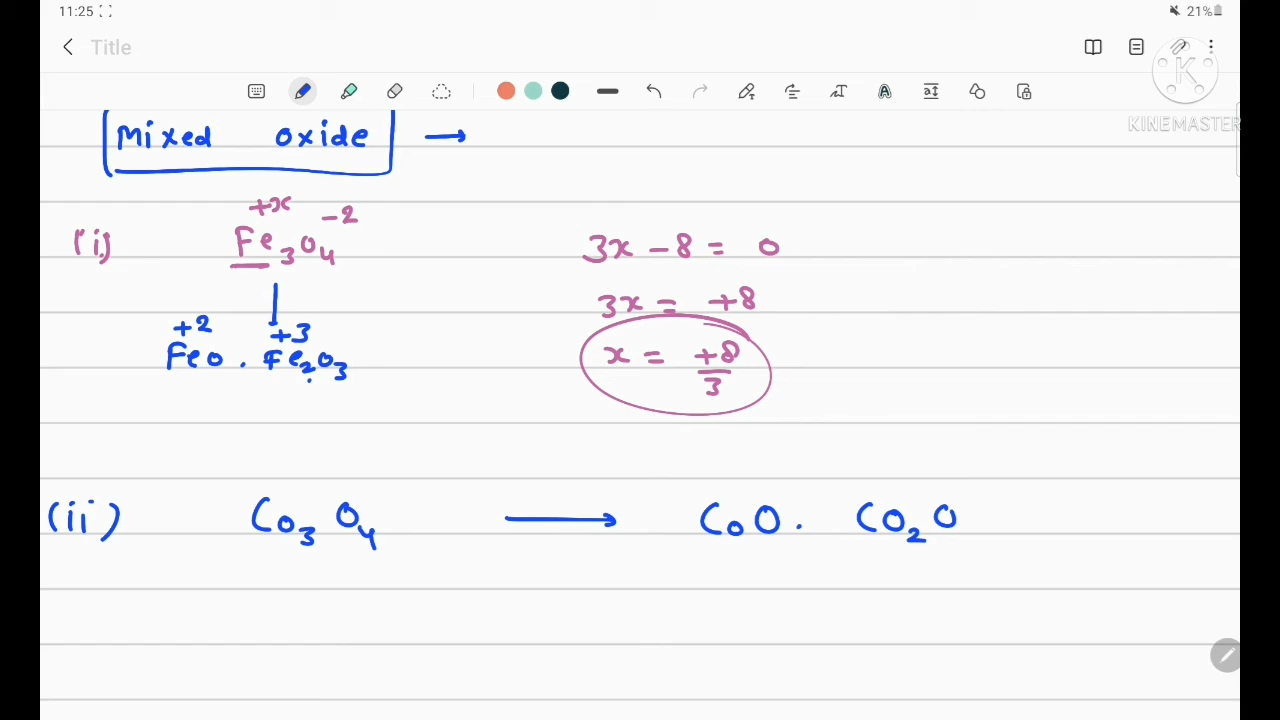 11:25
21%
Title
KINEMASTER
Mixed oxide →
+x -2
(i) Fe₃O₄ 3x - 8 = 0
3x = +8
+2 +3
FeO . Fe₂O₃ x = +8/3
(ii) Co₃O₄ ⟶ CoO . CO₂O